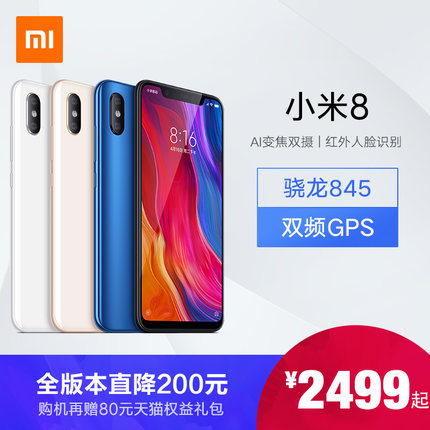 小米8
AI变焦双摄 | 红外人脸识别
骁龙845
双频GPS
8:16
全版本直降200元
购机再赠80元天猫权益礼包
¥2499起